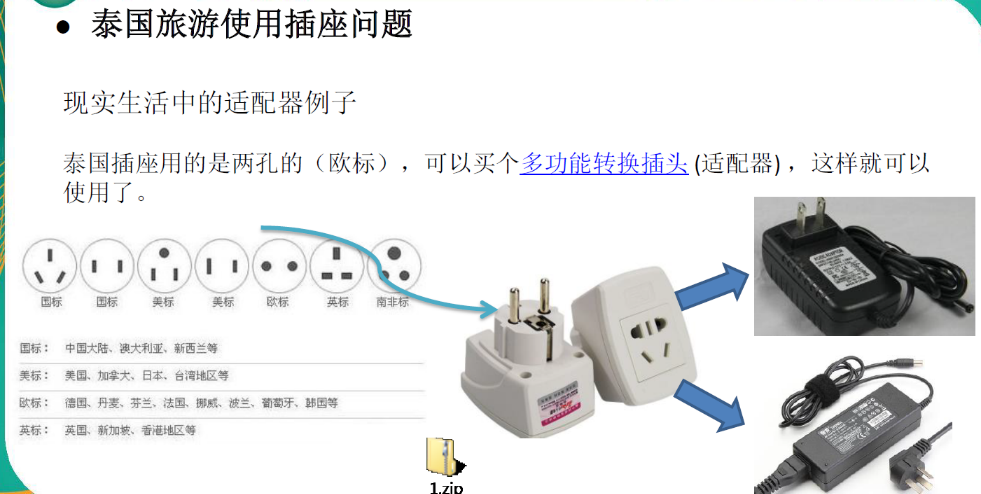 ● 泰国旅游使用插座问题
现实生活中的适配器例子
泰国插座用的是两孔的（欧标），可以买个多功能转换插头 (适配器) ，这样就可以
使用了。
国标 国标 美标 美标 欧标 英标 南非标
国标： 中国大陆、澳大利亚、新西兰等
美标： 美国、加拿大、日本、台湾地区等
欧标： 德国、丹麦、芬兰、法国、挪威、波兰、葡萄牙、韩国等
英标： 英国、新加坡、香港地区等
1.zip